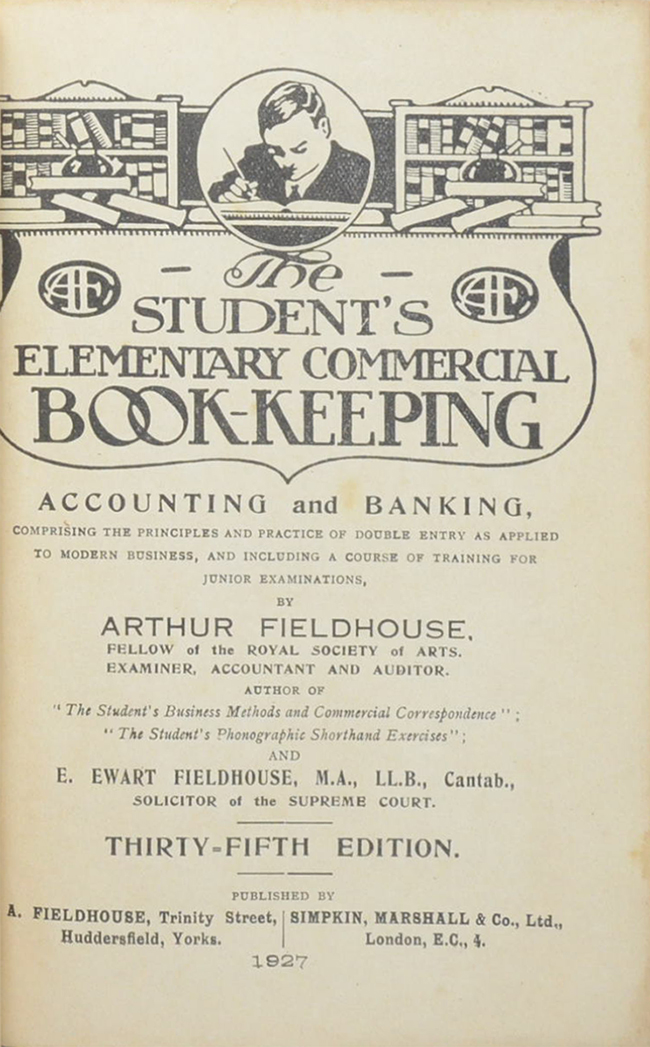 The
STUDENT'S
ELEMENTARY COMMERCIAL
BOOK-KEEPING
ACCOUNTING and BANKING,
COMPRISING THE PRINCIPLES AND PRACTICE OF DOUBLE ENTRY AS APPLIED
TO MODERN BUSINESS, AND INCLUDING A COURSE OF TRAINING FOR
JUNIOR EXAMINATIONS,
BY
ARTHUR FIELDHOUSE,
FELLOW of the ROYAL SOCIETY of ARTS.
EXAMINER, ACCOUNTANT AND AUDITOR.
AUTHOR OF
"The Student's Business Methods and Commercial Correspondence";
"The Student's Phonographic Shorthand Exercises";
AND
E. EWART FIELDHOUSE, M.A., LL.B., Cantab.,
SOLICITOR of the SUPREME COURT.
THIRTY-FIFTH EDITION.
PUBLISHED BY
A. FIELDHOUSE, Trinity Street,
Huddersfield, Yorks.
SIMPKIN, MARSHALL & Co., Ltd.,
London, E.C., 4.
1927